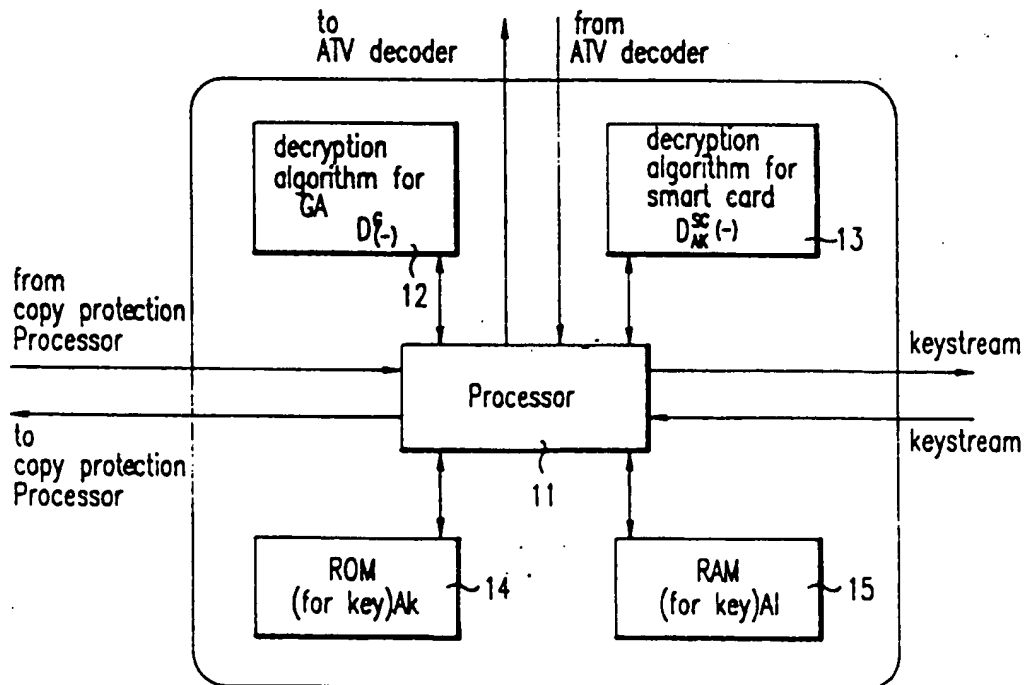 to
ATV decoder
from
ATV decoder
decryption
algorithm for
GA
D(-)
12
decryption
algorithm for
smart card
D SC AK (-)
13
from
copy protection
Processor
to
copy protection
Processor
Processor
11
keystream
keystream
ROM
(for key)Ak
14
RAM
(for key)Al
15